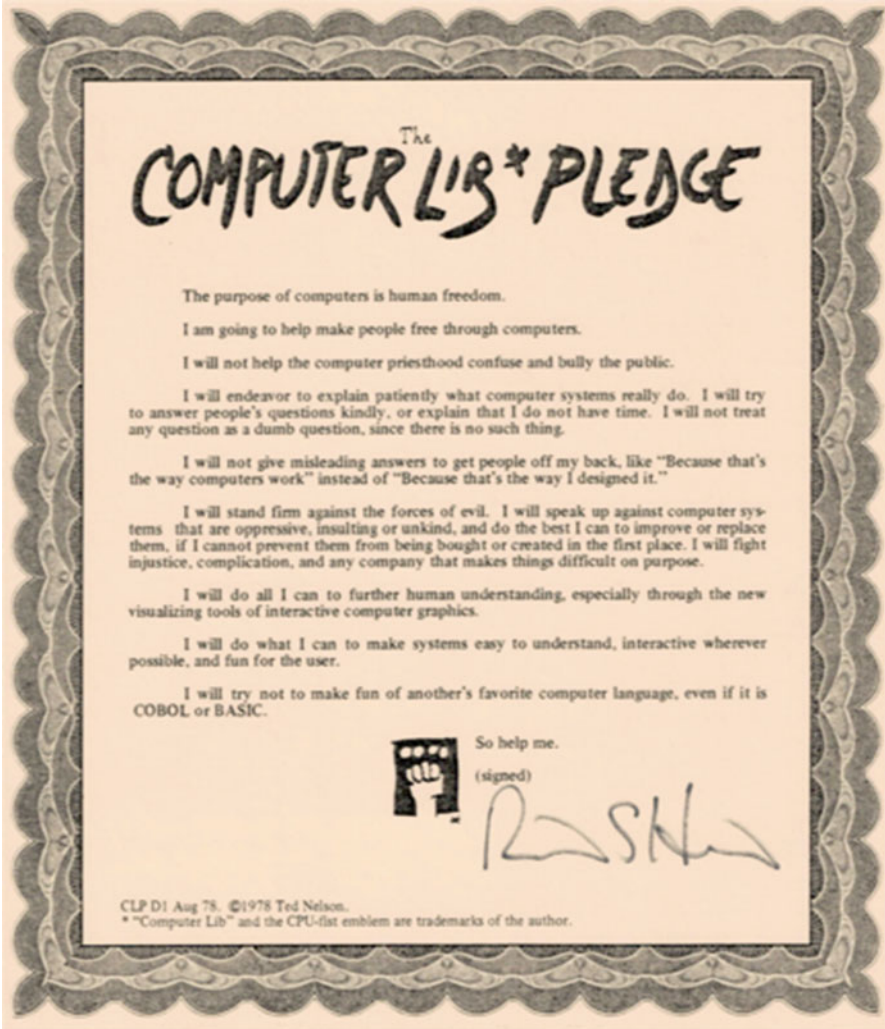 The
COMPUTER LIB* PLEDGE
The purpose of computers is human freedom.
I am going to help make people free through computers.
I will not help the computer priesthood confuse and bully the public.
I will endeavor to explain patiently what computer systems really do. I will try
to answer people's questions kindly, or explain that I do not have time. I will not treat
any question as a dumb question, since there is no such thing.
I will not give misleading answers to get people off my back, like "Because that's
the way computers work" instead of "Because that's the way I designed it."
I will stand firm against the forces of evil. I will speak up against computer sys-
tems that are oppressive, insulting or unkind, and do the best I can to improve or replace
them, if I cannot prevent them from being bought or created in the first place. I will fight
injustice, complication, and any company that makes things difficult on purpose.
I will do all I can to further human understanding, especially through the new
visualizing tools of interactive computer graphics.
I will do what I can to make systems easy to understand, interactive wherever
possible, and fun for the user.
I will try not to make fun of another's favorite computer language, even if it is
COBOL or BASIC.
So help me.
(signed)
CLP D1 Aug 78. ©1978 Ted Nelson.
* "Computer Lib" and the CPU-fist emblem are trademarks of the author.